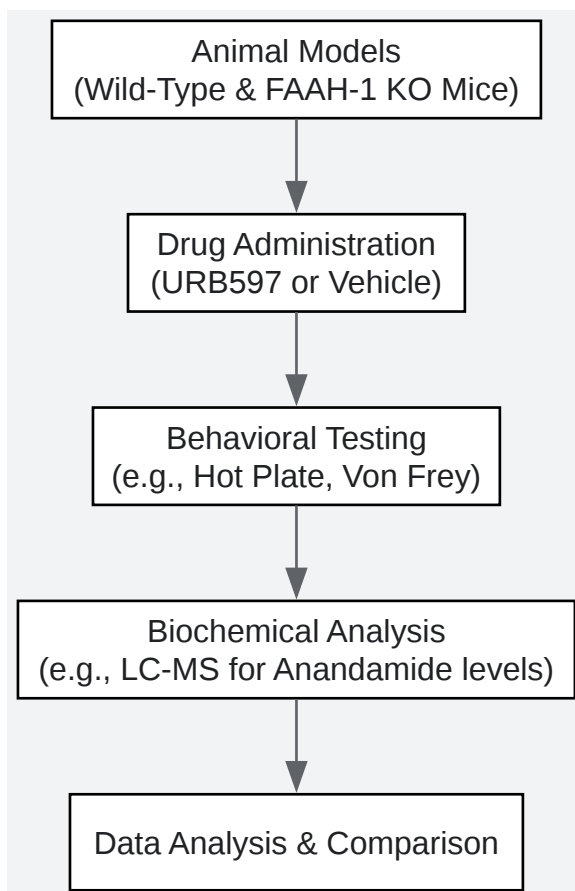 Animal Models
(Wild-Type & FAAH-1 KO Mice)
Drug Administration
(URB597 or Vehicle)
Behavioral Testing
(e.g., Hot Plate, Von Frey)
Biochemical Analysis
(e.g., LC-MS for Anandamide levels)
Data Analysis & Comparison